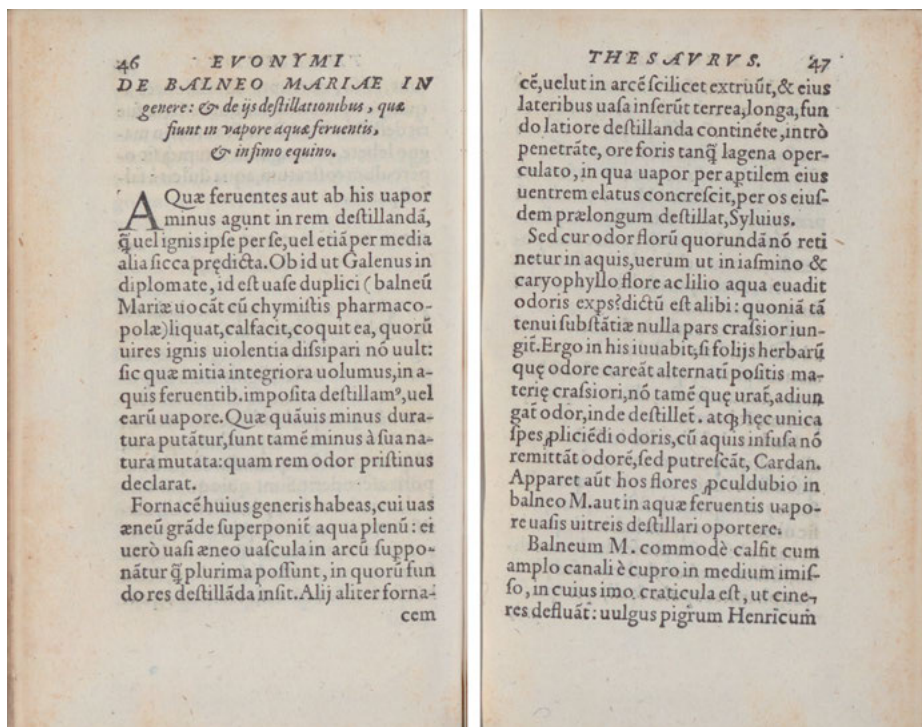 46 EVONYMI
DE BALNEO MARIAE IN
genere: & de ijs deſtillationibus, quæ
fiunt in vapore aquæ feruentis,
& in fimo equino.
AQuæ feruentes aut ab his uapor
minus agunt in rem deſtillandã,
q̃ uel ignis ipſe per ſe, uel etiã per media
alia ſicca prędicta. Ob id ut Galenus in
diplomate, id eſt uaſe duplici (balneũ
Mariæ uocãt cũ chymiſtis pharmaco-
polæ) liquat, calfacit, coquit ea, quorũ
uires ignis uiolentia diſsipari nõ uult:
ſic quæ mitia integriora uolumus, in a-
quis feruentib. impoſita deſtillamꝰ, uel
earũ uapore. Quæ quãuis minus dura-
tura putãtur, ſunt tamẽ minus à ſua na-
tura mutata: quam rem odor priſtinus
declarat.
Fornacẽ huius generis habeas, cui uas
æneũ grãde ſuperponit̃ aqua plenũ: ei
uerò uaſi æneo uaſcula in arcũ ſuppo-
nãtur q̃ plurima poſſunt, in quorũ fun
do res deſtillãda inſit. Alij aliter forna-
cem
THESAVRVS. 47
cẽ, uelut in arcẽ ſcilicet extruũt, & eius
lateribus uaſa inſerũt terrea, longa, fun
do latiore deſtillanda continẽte, intrò
penetrãte, ore foris tanq̃ lagena oper-
culato, in qua uapor per aptilem eius
uentrem elatus concreſcit, per os eiuſ-
dem prælongum deſtillat, Syluius.
Sed cur odor florũ quorundã nõ reti
netur in aquis, uerum ut in iaſmino &
caryophyllo flore ac lilio aqua euadit
odoris exps? dictũ eſt alibi: quoniã tã
tenui ſubſtãtiæ nulla pars craſsior iun-
git̃. Ergo in his iuuabit, ſi folijs herbarũ
quę odore careãt alternati poſitis ma-
terię craſsiori, nõ tamẽ quę urat̃, adiun
gat̃ odor, inde deſtillet̃. atqꝫ hęc unica
ſpes ꝓliciẽdi odoris, cũ aquis infuſa nõ
remittãt odorẽ, ſed putreſcãt, Cardan.
Apparet aũt hos flores ꝓculdubio in
balneo M. aut in aquæ feruentis uapo-
re uaſis uitreis deſtillari oportere.
Balneum M. commodè calfit cum
amplo canali è cupro in medium imiſ-
ſo, in cuius imo craticula eſt, ut cine-
res defluãt: uulgus pigrum Henricum